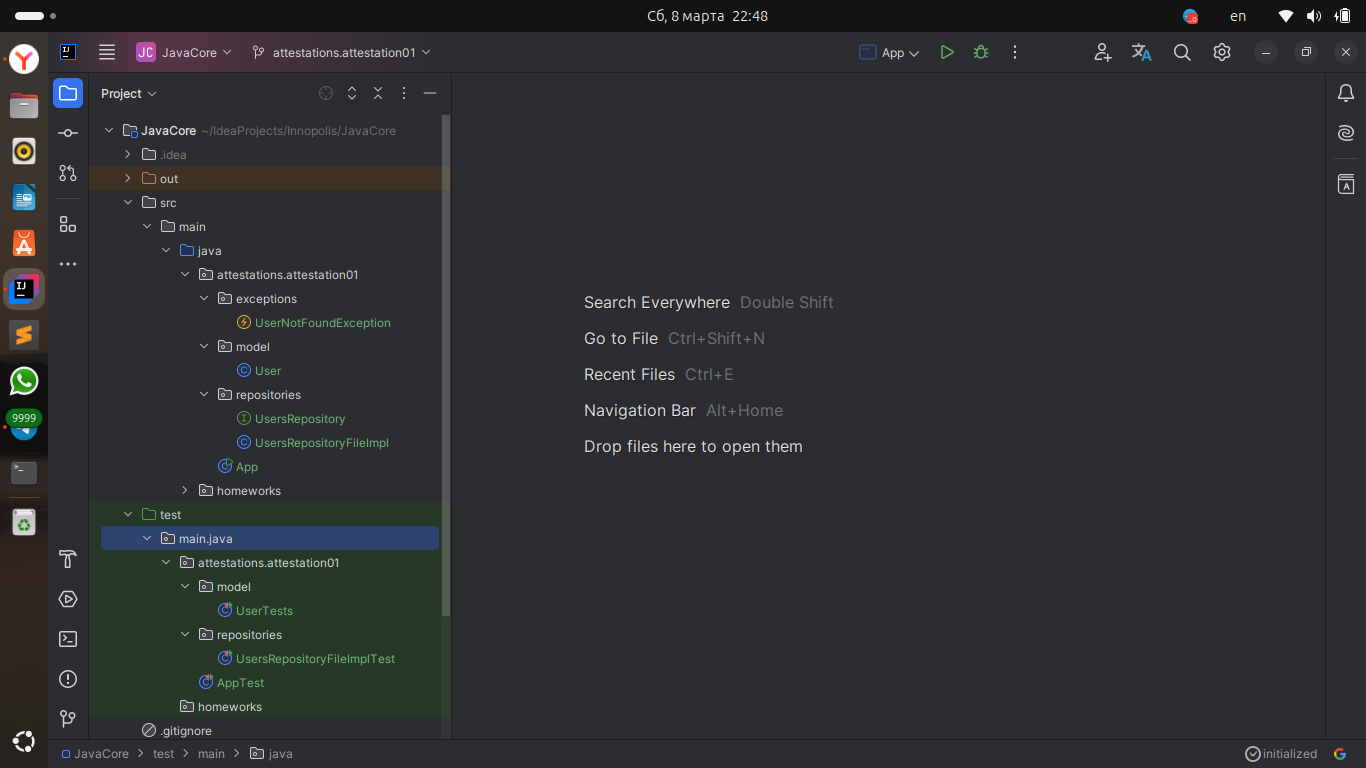 Сб, 8 марта 22:48
en
JC JavaCore
attestations.attestation01
App
Project
JavaCore ~/IdeaProjects/Innopolis/JavaCore
.idea
out
src
main
java
attestations.attestation01
exceptions
UserNotFoundException
model
User
repositories
UsersRepository
UsersRepositoryFileImpl
App
homeworks
test
main.java
attestations.attestation01
model
UserTests
repositories
UsersRepositoryFileImplTest
AppTest
homeworks
.gitignore
Search Everywhere Double Shift
Go to File Ctrl+Shift+N
Recent Files Ctrl+E
Navigation Bar Alt+Home
Drop files here to open them
9999
JavaCore > test > main > java
initialized